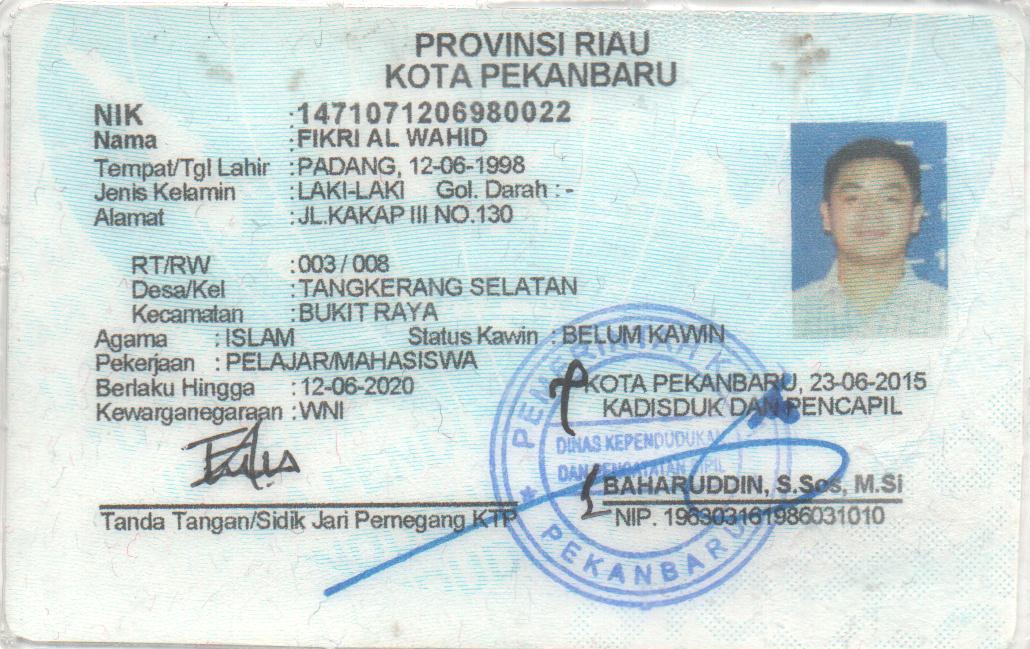 PROVINSI RIAU
KOTA PEKANBARU
NIK :1471071206980022
Nama :FIKRI AL WAHID
Tempat/Tgl Lahir :PADANG, 12-06-1998
Jenis Kelamin :LAKI-LAKI Gol. Darah : -
Alamat :JL.KAKAP III NO.130
RT/RW :003 / 008
Desa/Kel :TANGKERANG SELATAN
Kecamatan :BUKIT RAYA
Agama : ISLAM Status Kawin : BELUM KAWIN
Pekerjaan : PELAJAR/MAHASISWA
Berlaku Hingga :12-06-2020
Kewarganegaraan :WNI
KOTA PEKANBARU, 23-06-2015
KADISDUK DAN PENCAPIL
PEMERINTAH
DINAS KEPENDUDUKAN
DAN PENCATATAN SIPIL
PEKANBARU
BAHARUDDIN, S.Sos, M.Si
NIP. 196303161986031010
Tanda Tangan/Sidik Jari Pemegang KTP